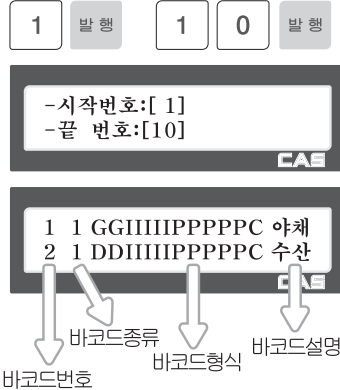 1 발 행 1 0 발 행
-시작번호:[ 1]
-끝 번호:[10]
CAS
1 1 GGIIIIIPPPPPC 야채
2 1 DDIIIIIPPPPPC 수산
CAS
바코드번호 바코드종류 바코드형식 바코드설명